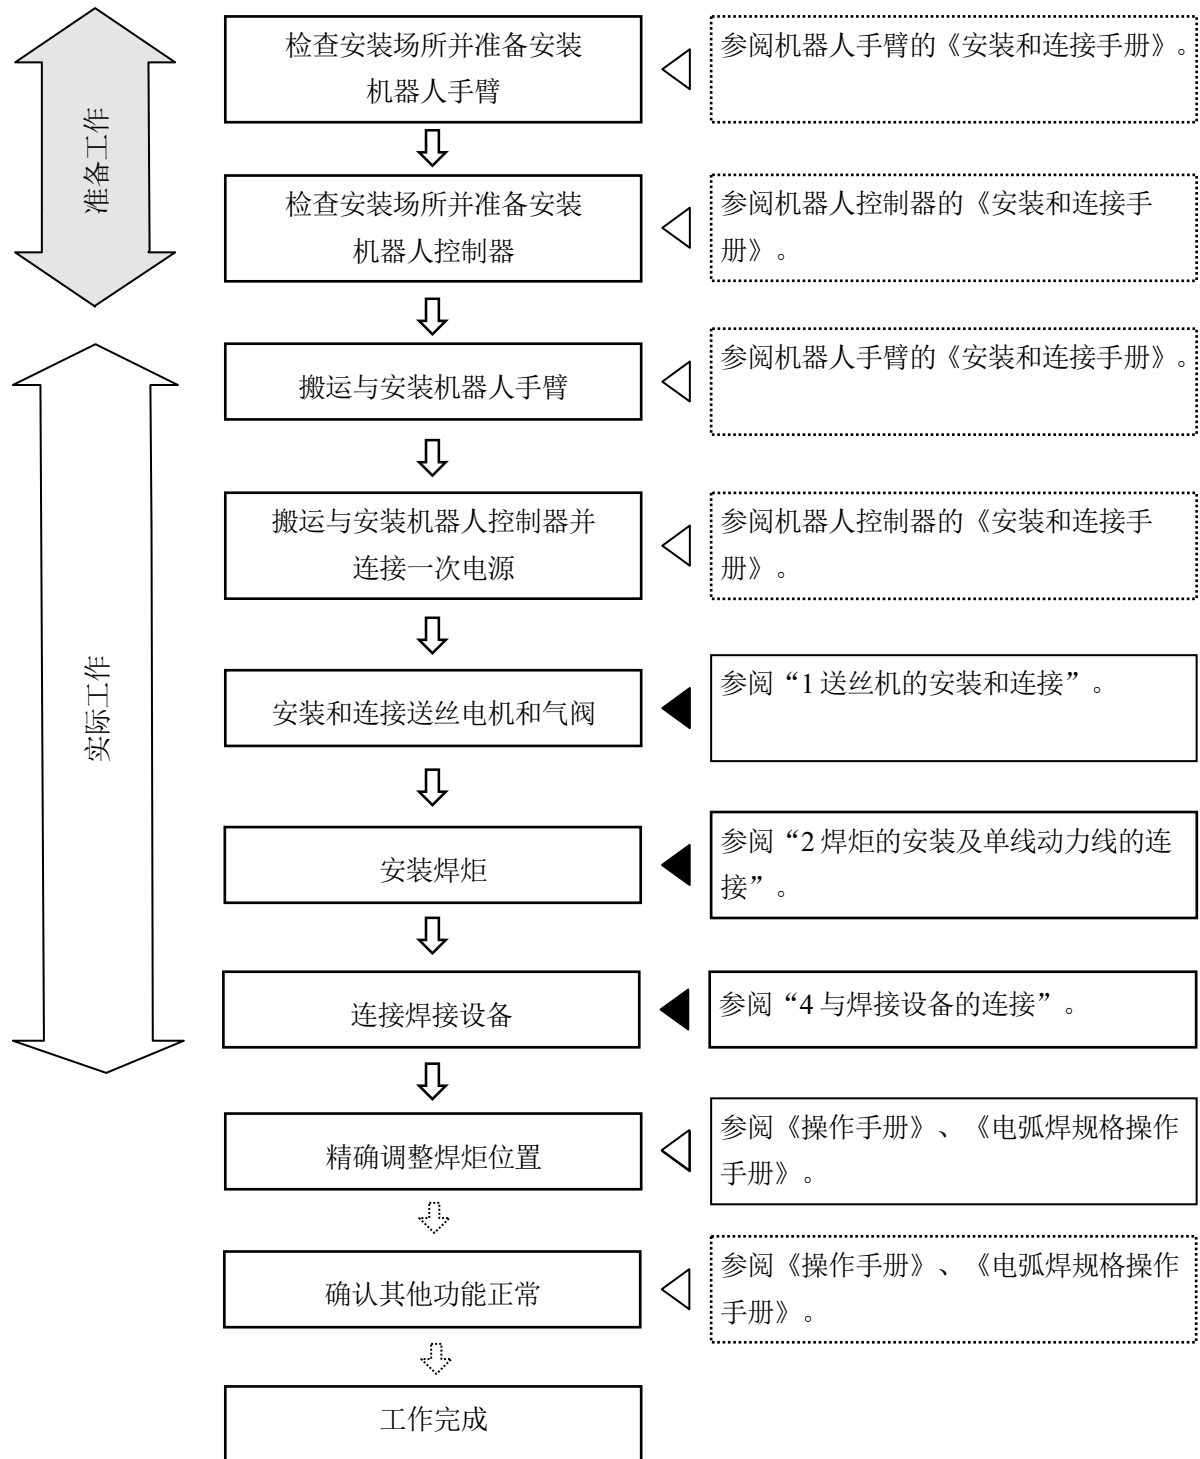 准备工作
检查安装场所并准备安装
机器人手臂
参阅机器人手臂的《安装和连接手册》。
检查安装场所并准备安装
机器人控制器
参阅机器人控制器的《安装和连接手
册》。
实际工作
搬运与安装机器人手臂
参阅机器人手臂的《安装和连接手册》。
搬运与安装机器人控制器并
连接一次电源
参阅机器人控制器的《安装和连接手
册》。
安装和连接送丝电机和气阀
参阅“1 送丝机的安装和连接”。
安装焊炬
参阅“2 焊炬的安装及单线动力线的连
接”。
连接焊接设备
参阅“4 与焊接设备的连接”。
精确调整焊炬位置
参阅《操作手册》、《电弧焊规格操作
手册》。
确认其他功能正常
参阅《操作手册》、《电弧焊规格操作
手册》。
工作完成